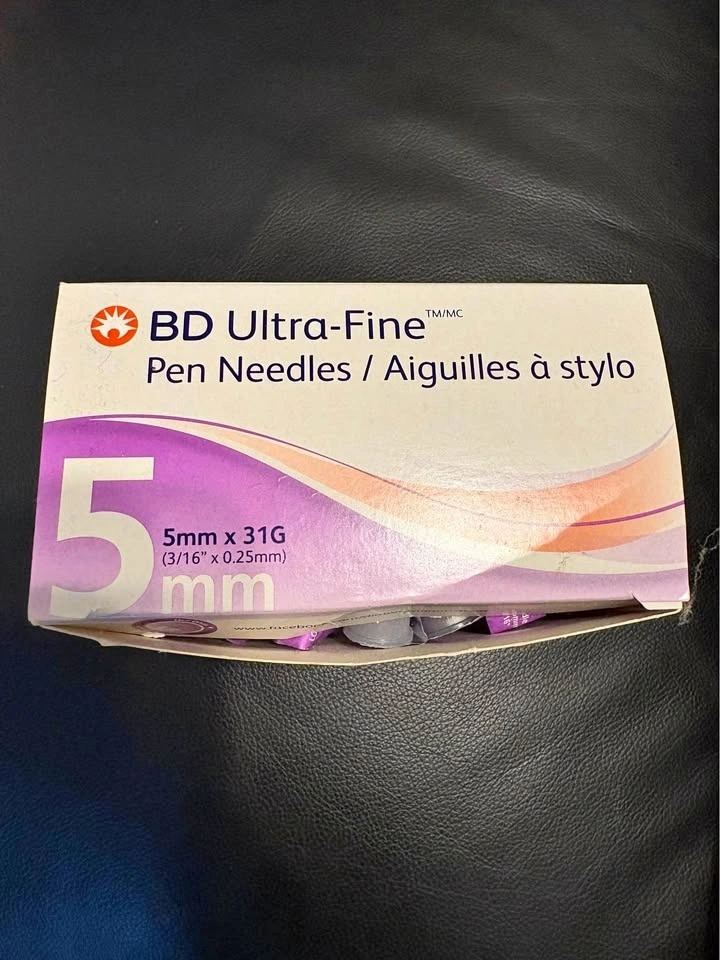 BD Ultra-Fine™/MC
Pen Needles / Aiguilles à stylo
5mm
5mm x 31G
(3/16" x 0.25mm)